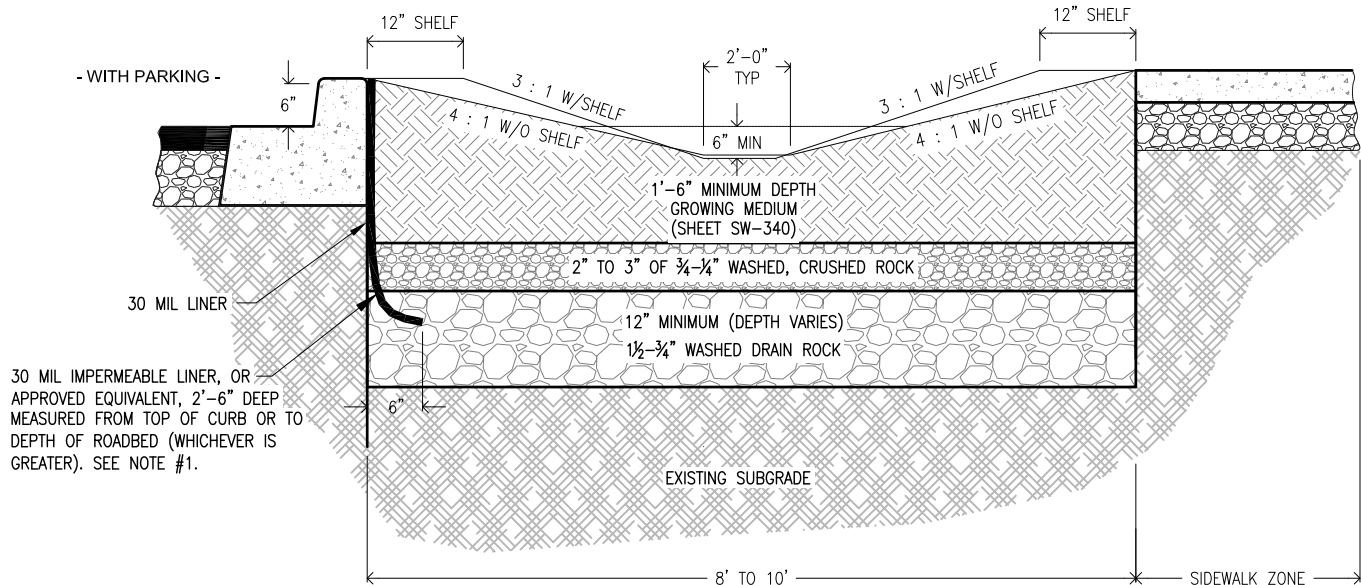 12" SHELF
12" SHELF
- WITH PARKING -
2'-0"
TYP
6"
3 : 1 W/SHELF
3 : 1 W/SHELF
4 : 1 W/O SHELF
4 : 1 W/O SHELF
6" MIN
1'-6" MINIMUM DEPTH
GROWING MEDIUM
(SHEET SW-340)
2" TO 3" OF ¾-¼" WASHED, CRUSHED ROCK
30 MIL LINER
12" MINIMUM (DEPTH VARIES)
1½-¾" WASHED DRAIN ROCK
30 MIL IMPERMEABLE LINER, OR
APPROVED EQUIVALENT, 2'-6" DEEP
MEASURED FROM TOP OF CURB OR TO
DEPTH OF ROADBED (WHICHEVER IS
GREATER). SEE NOTE #1.
6"
EXISTING SUBGRADE
8' TO 10'
SIDEWALK ZONE